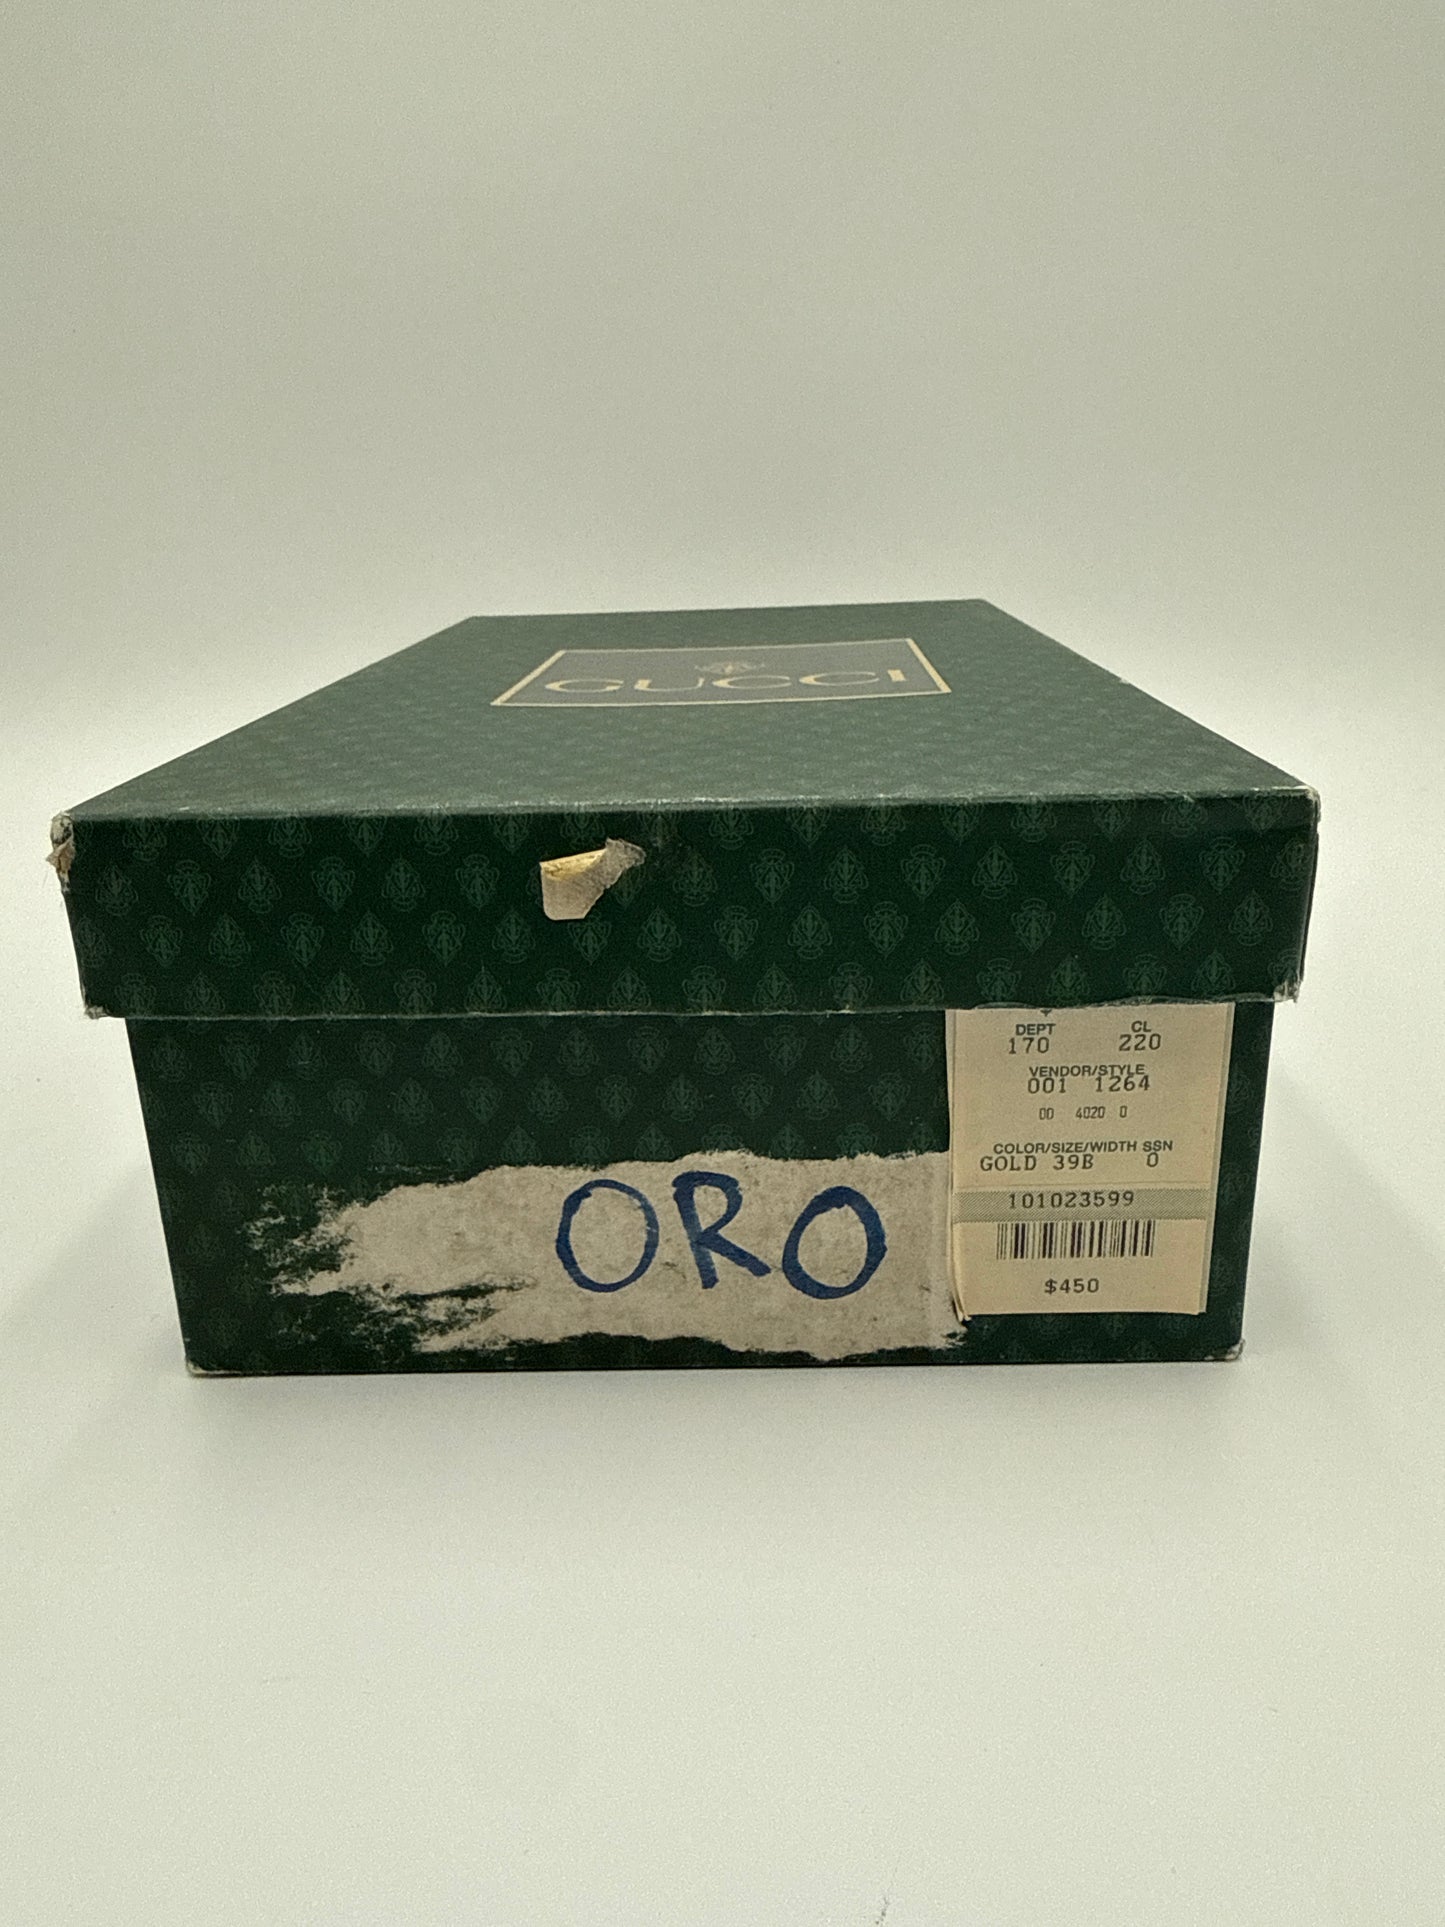 GUCCI
DEPT CL
170 220
VENDOR/STYLE
001 1264
00 4020 0
COLOR/SIZE/WIDTH SSN
GOLD 39B 0
101023599
$450
ORO